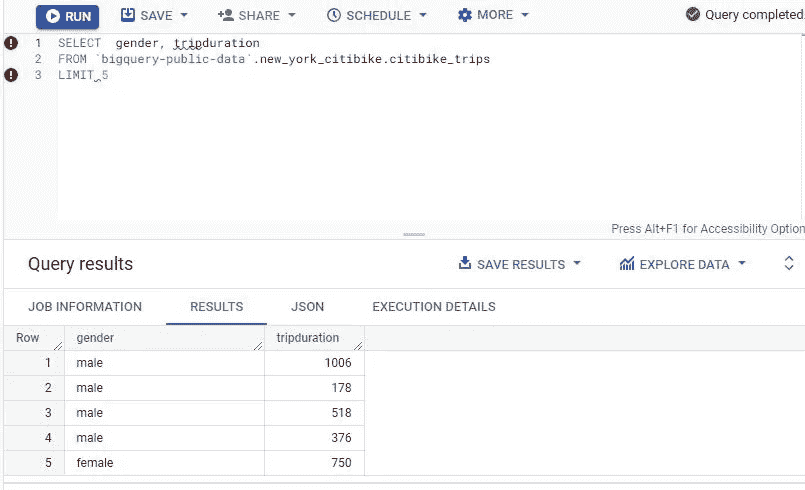 RUN SAVE SHARE SCHEDULE MORE Query completed.
1 SELECT  gender, tripduration
2 FROM `bigquery-public-data`.new_york_citibike.citibike_trips
3 LIMIT 5
Press Alt+F1 for Accessibility Option
Query results SAVE RESULTS EXPLORE DATA
JOB INFORMATION RESULTS JSON EXECUTION DETAILS
Row gender tripduration
1 male 1006
2 male 178
3 male 518
4 male 376
5 female 750